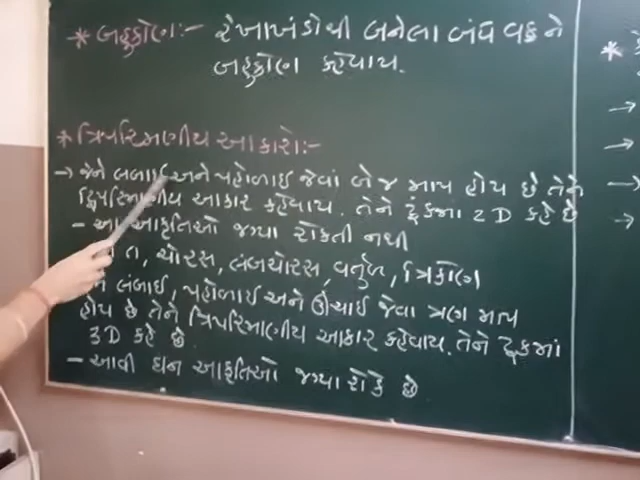 * બહુકોણ:- રેખાખંડોથી બનેલા બંધ વક્રને
બહુકોણ કહેવાય.
* ત્રિપરિમાણીય આકારો:-
→ જેને લંબાઈ અને પહોળાઈ જેવાં બે જ માપ હોય છે તેને
દ્વિપરિમાણીય આકાર કહેવાય. તેને ટૂંકમાં 2D કહે છે
- આ આકૃતિઓ જગ્યા રોકતી નથી
ત, ચોરસ, લંબચોરસ, વર્તુળ, ત્રિકોણ
લંબાઈ, પહોળાઈ અને ઊંચાઈ જેવા ત્રણ માપ
હોય છે તેને ત્રિપરિમાણીય આકાર કહેવાય. તેને ટૂંકમાં
3D કહે છે.
- આવી ઘન આકૃતિઓ જગ્યા રોકે છે